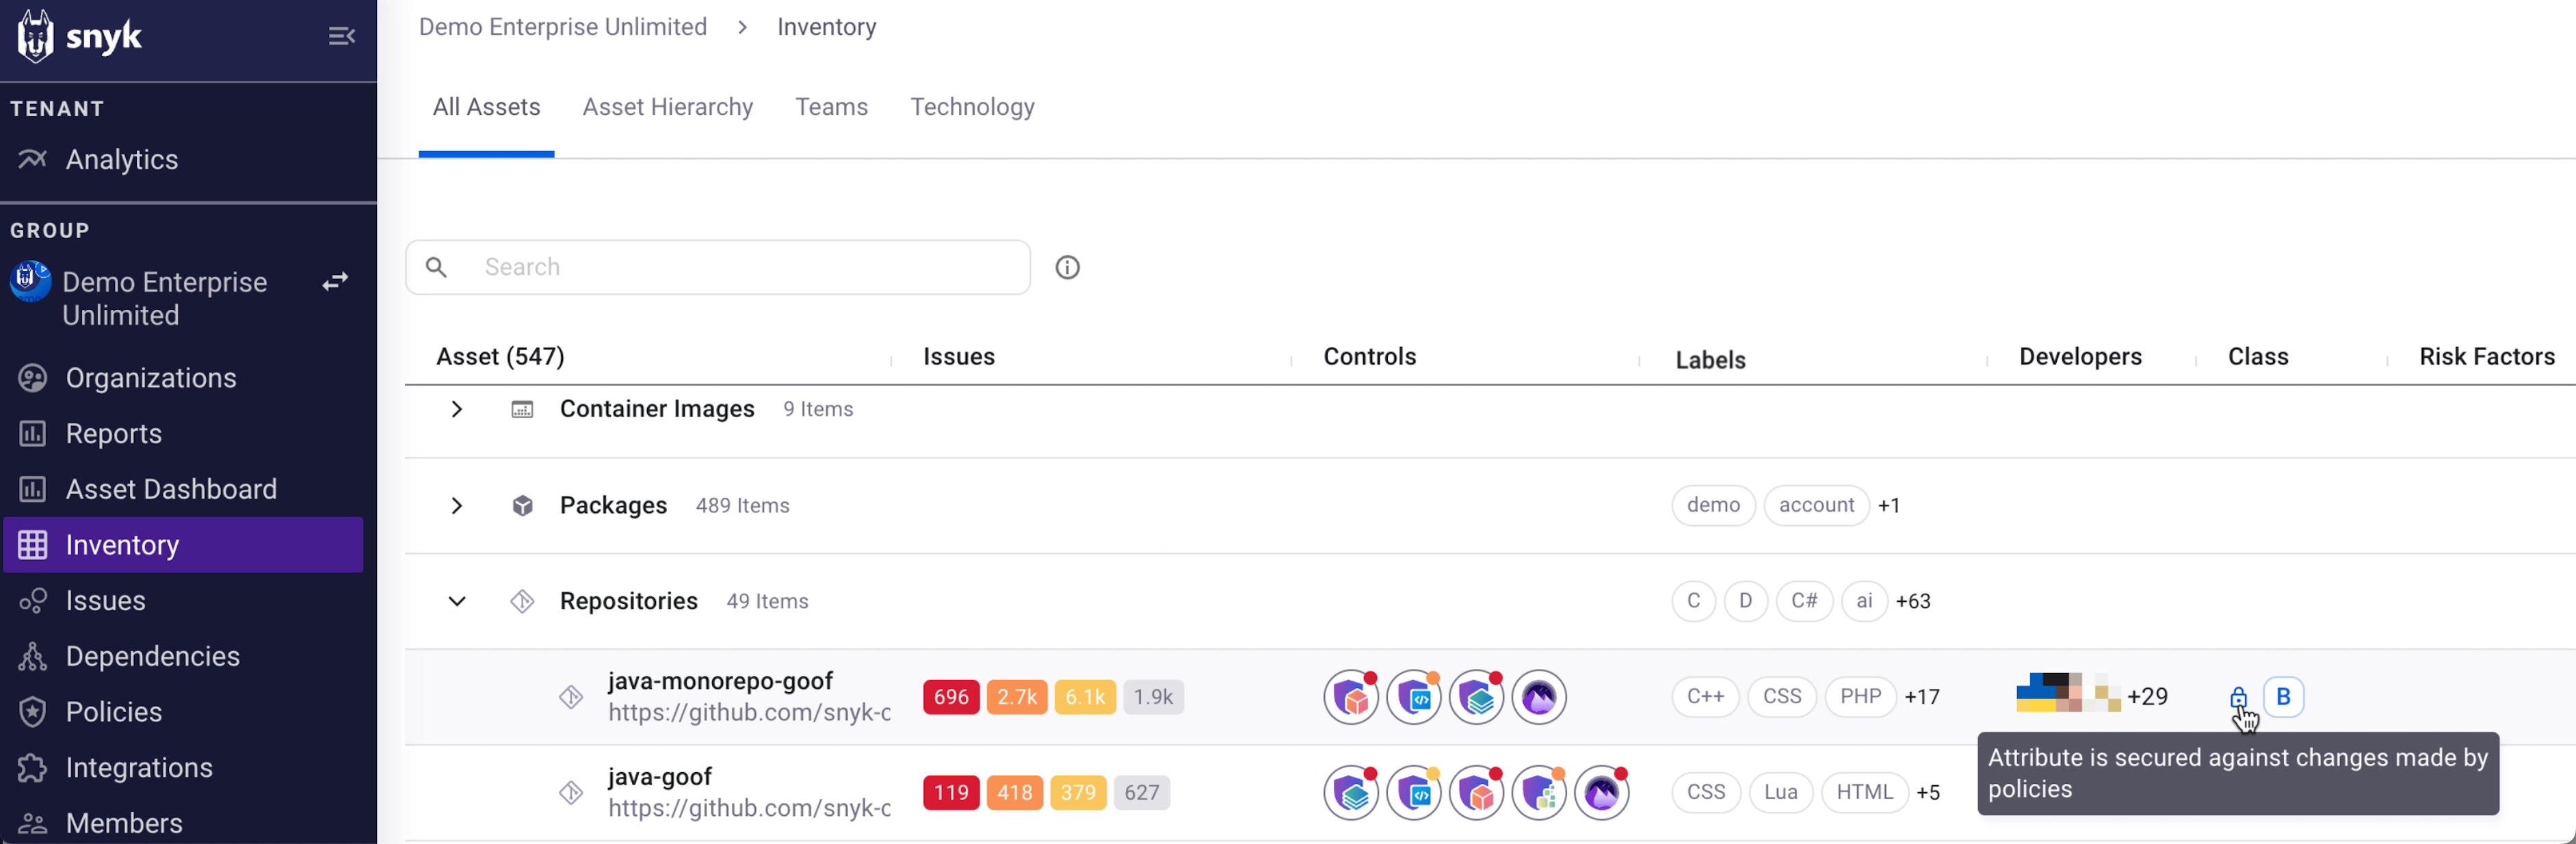 snyk
TENANT
Analytics
GROUP
Demo Enterprise
Unlimited
Organizations
Reports
Asset Dashboard
Inventory
Issues
Dependencies
Policies
Integrations
Members
Demo Enterprise Unlimited > Inventory
All Assets Asset Hierarchy Teams Technology
Search
Asset (547) Issues Controls Labels Developers Class Risk Factors
Container Images 9 Items
Packages 489 Items demo account +1
Repositories 49 Items C D C# ai +63
java-monorepo-goof
https://github.com/snyk-c
696 2.7k 6.1k 1.9k C++ CSS PHP +17 +29 B
java-goof
https://github.com/snyk-c
119 418 379 627 CSS Lua HTML +5
Attribute is secured against changes made by
policies